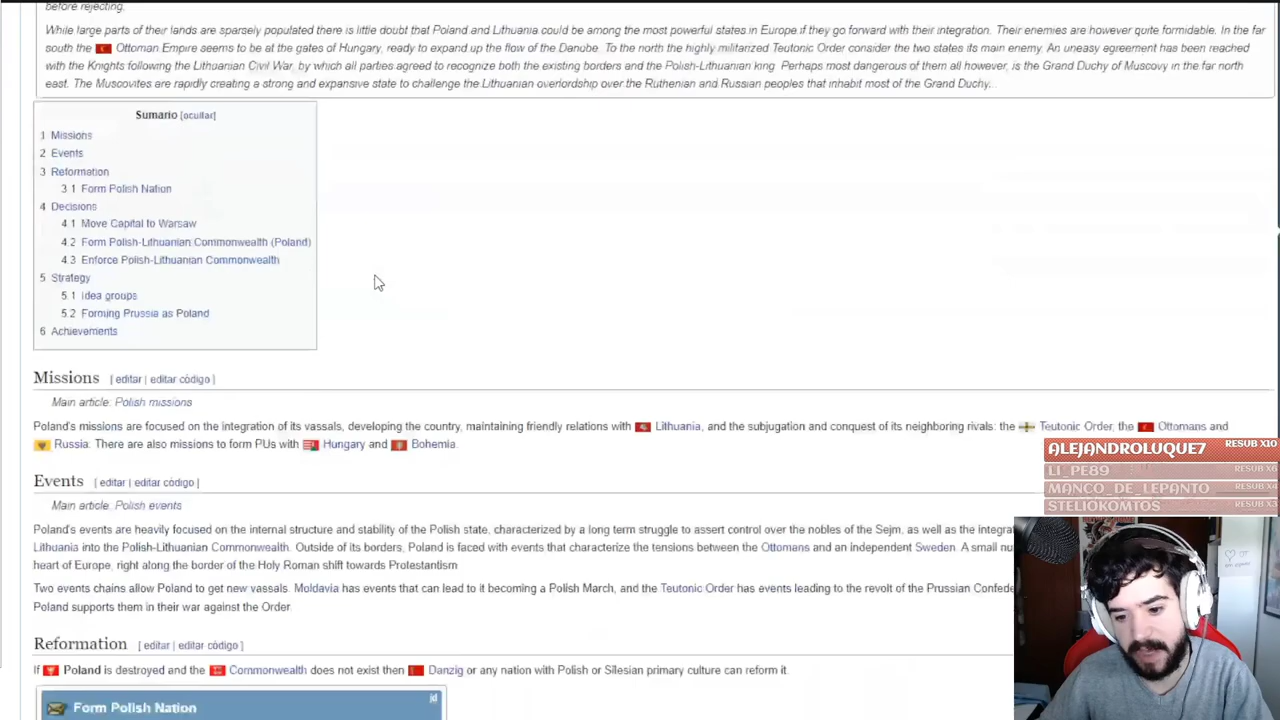 before rejecting.
While large parts of their lands are sparsely populated there is little doubt that Poland and Lithuania could be among the most powerful states in Europe if they go forward with their integration. Their enemies are however quite formidable. In the far
south the Ottoman Empire seems to be at the gates of Hungary, ready to expand up the flow of the Danube. To the north the highly militarized Teutonic Order consider the two states its main enemy. An uneasy agreement has been reached
with the Knights following the Lithuanian Civil War, by which all parties agreed to recognize both the existing borders and the Polish-Lithuanian king. Perhaps most dangerous of them all however, is the Grand Duchy of Muscovy in the far north
east. The Muscovites are rapidly creating a strong and expansive state to challenge the Lithuanian overlordship over the Ruthenian and Russian peoples that inhabit most of the Grand Duchy...
Sumario [ocultar]
1 Missions
2 Events
3 Reformation
3.1 Form Polish Nation
4 Decisions
4.1 Move Capital to Warsaw
4.2 Form Polish-Lithuanian Commonwealth (Poland)
4.3 Enforce Polish-Lithuanian Commonwealth
5 Strategy
5.1 Idea groups
5.2 Forming Prussia as Poland
6 Achievements
Missions [ editar | editar código ]
Main article: Polish missions
Poland's missions are focused on the integration of its vassals, developing the country, maintaining friendly relations with Lithuania, and the subjugation and conquest of its neighboring rivals: the Teutonic Order, the Ottomans and
Russia. There are also missions to form PUs with Hungary and Bohemia.
ALEJANDROLUQUE7 RESUB X10
LI_PE89 RESUB X6
MANCO_DE_LEPANTO RESUB X4
STELIOKOMTOS RESUB X3
Events [ editar | editar código ]
Main article: Polish events
Poland's events are heavily focused on the internal structure and stability of the Polish state, characterized by a long term struggle to assert control over the nobles of the Sejm, as well as the integrat
Lithuania into the Polish-Lithuanian Commonwealth. Outside of its borders, Poland is faced with events that characterize the tensions between the Ottomans and an independent Sweden. A small nu
heart of Europe, right along the border of the Holy Roman shift towards Protestantism
Two events chains allow Poland to get new vassals. Moldavia has events that can lead to it becoming a Polish March, and the Teutonic Order has events leading to the revolt of the Prussian Confede
Poland supports them in their war against the Order.
Reformation [ editar | editar código ]
If Poland is destroyed and the Commonwealth does not exist then Danzig or any nation with Polish or Silesian primary culture can reform it.
Form Polish Nation